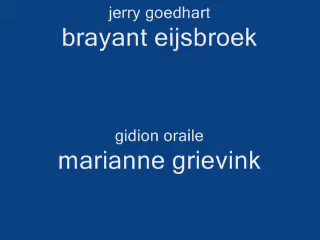 jerry goedhart
brayant eijsbroek
gidion oraile
marianne grievink